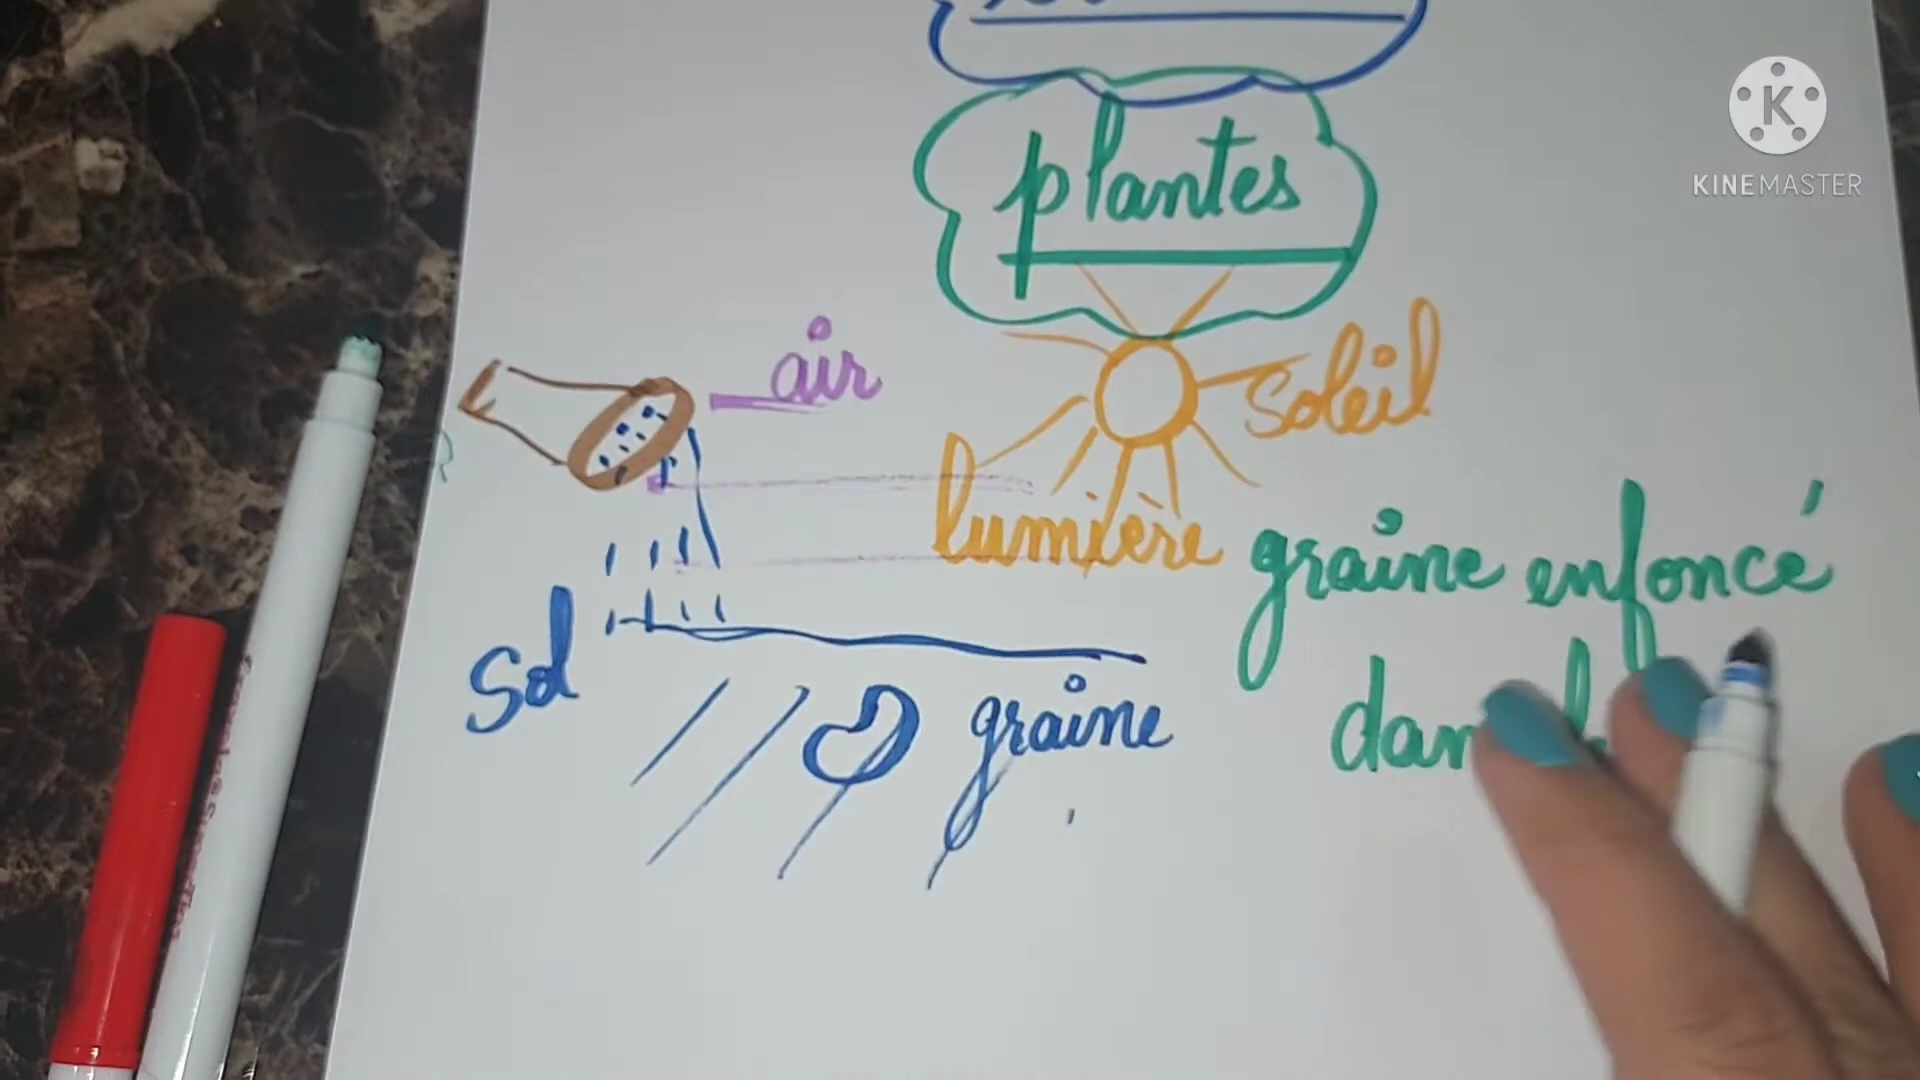 KINEMASTER
plantes
air
soleil
lumière
graine enfoncé
sol
graine